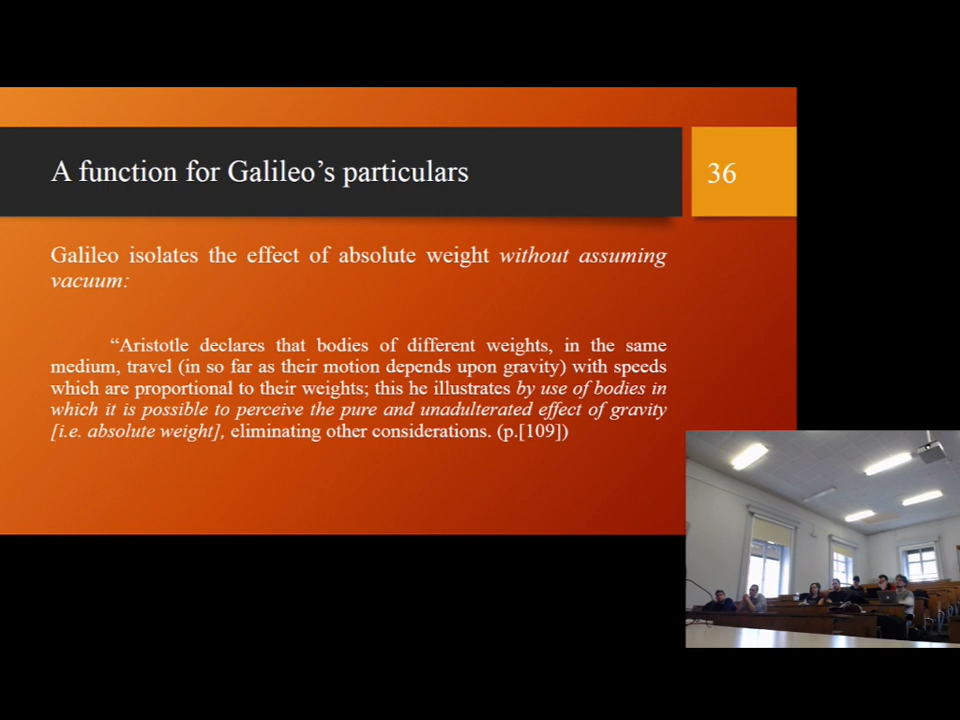 A function for Galileo's particulars
36
Galileo isolates the effect of absolute weight without assuming
vacuum:
“Aristotle declares that bodies of different weights, in the same
medium, travel (in so far as their motion depends upon gravity) with speeds
which are proportional to their weights; this he illustrates by use of bodies in
which it is possible to perceive the pure and unadulterated effect of gravity
[i.e. absolute weight], eliminating other considerations. (p.[109])